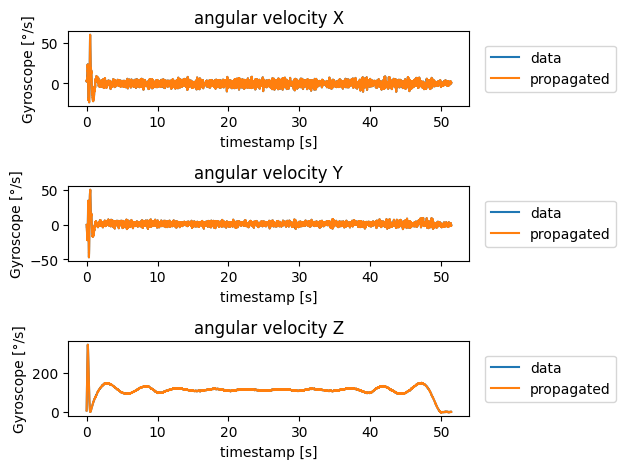 angular velocity X
Gyroscope [°/s]
50
0
0 10 20 30 40 50
timestamp [s]
data
propagated
angular velocity Y
Gyroscope [°/s]
50
0
−50
0 10 20 30 40 50
timestamp [s]
data
propagated
angular velocity Z
Gyroscope [°/s]
200
0
0 10 20 30 40 50
timestamp [s]
data
propagated